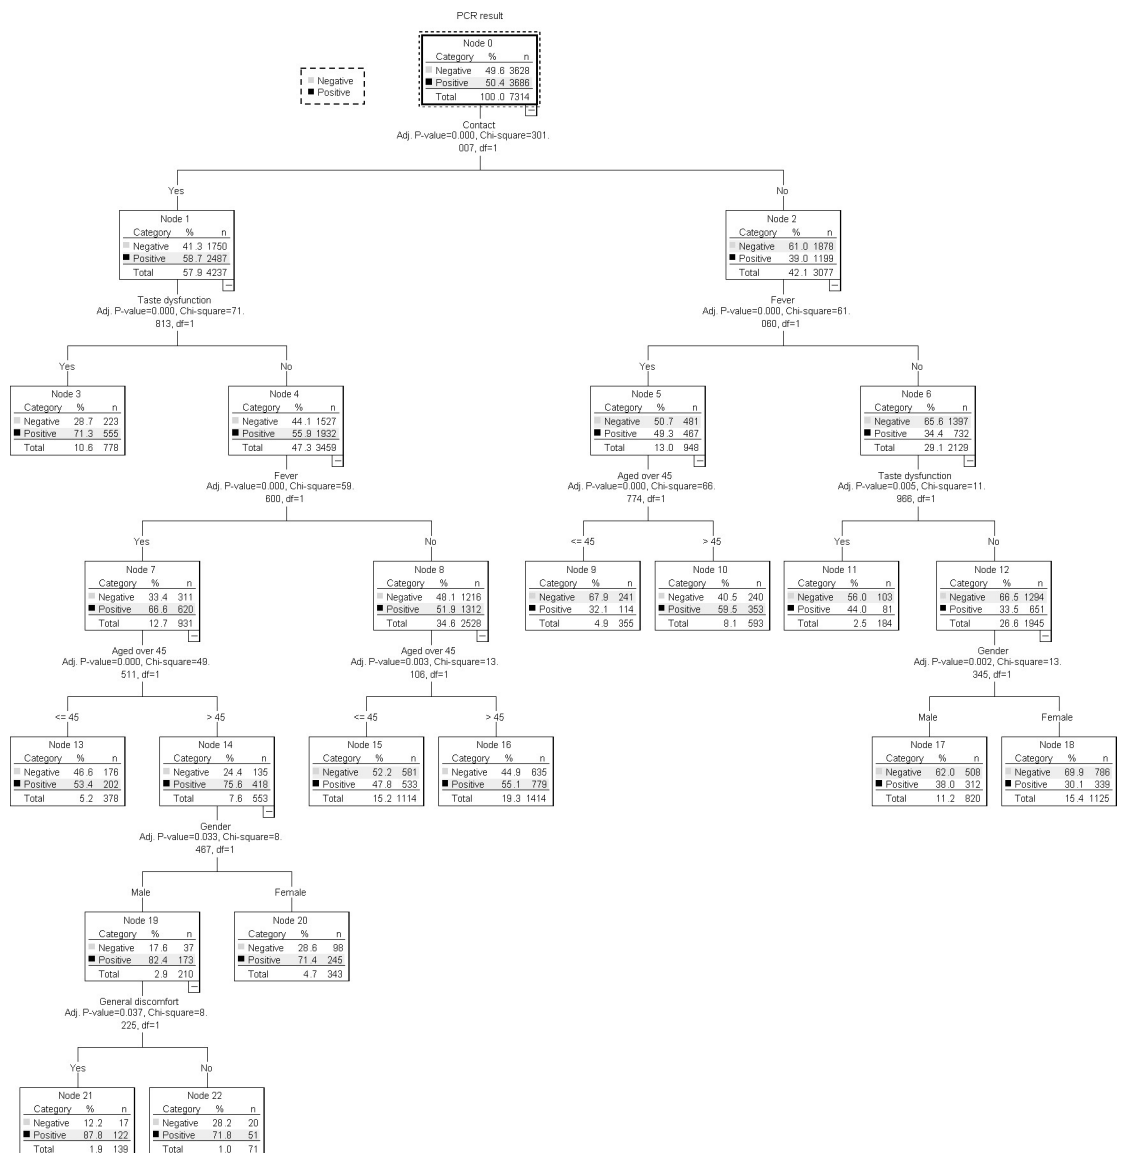 PCR result
Node 0
Category % n
Negative 49.6 3628
Positive 50.4 3686
Total 100.0 7314
Negative
Positive
Contact
Adj. P-value=0.000, Chi-square=301.
007, df=1
Yes
No
Node 1
Category % n
Negative 41.3 1750
Positive 58.7 2487
Total 57.9 4237
Node 2
Category % n
Negative 61.0 1878
Positive 39.0 1199
Total 42.1 3077
Taste dysfunction
Adj. P-value=0.000, Chi-square=71.
813, df=1
Fever
Adj. P-value=0.000, Chi-square=61.
060, df=1
Yes
No
Yes
No
Node 3
Category % n
Negative 28.7 223
Positive 71.3 555
Total 10.6 778
Node 4
Category % n
Negative 44.1 1527
Positive 55.9 1932
Total 47.3 3459
Node 5
Category % n
Negative 50.7 481
Positive 49.3 467
Total 13.0 948
Node 6
Category % n
Negative 65.6 1397
Positive 34.4 732
Total 29.1 2129
Fever
Adj. P-value=0.000, Chi-square=59.
600, df=1
Aged over 45
Adj. P-value=0.000, Chi-square=66.
774, df=1
Taste dysfunction
Adj. P-value=0.005, Chi-square=11.
966, df=1
Yes
No
<= 45
> 45
Yes
No
Node 7
Category % n
Negative 33.4 311
Positive 66.6 620
Total 12.7 931
Node 8
Category % n
Negative 48.1 1216
Positive 51.9 1312
Total 34.6 2528
Node 9
Category % n
Negative 67.9 241
Positive 32.1 114
Total 4.9 355
Node 10
Category % n
Negative 40.5 240
Positive 59.5 353
Total 8.1 593
Node 11
Category % n
Negative 56.0 103
Positive 44.0 81
Total 2.5 184
Node 12
Category % n
Negative 66.5 1294
Positive 33.5 651
Total 26.6 1945
Aged over 45
Adj. P-value=0.000, Chi-square=49.
511, df=1
Aged over 45
Adj. P-value=0.003, Chi-square=13.
106, df=1
Gender
Adj. P-value=0.002, Chi-square=13.
345, df=1
<= 45
> 45
<= 45
> 45
Male
Female
Node 13
Category % n
Negative 46.6 176
Positive 53.4 202
Total 5.2 378
Node 14
Category % n
Negative 24.4 135
Positive 75.6 418
Total 7.6 553
Node 15
Category % n
Negative 52.2 581
Positive 47.8 533
Total 15.2 1114
Node 16
Category % n
Negative 44.9 635
Positive 55.1 779
Total 19.3 1414
Node 17
Category % n
Negative 62.0 508
Positive 38.0 312
Total 11.2 820
Node 18
Category % n
Negative 69.9 786
Positive 30.1 339
Total 15.4 1125
Gender
Adj. P-value=0.033, Chi-square=8.
467, df=1
Male
Female
Node 19
Category % n
Negative 17.6 37
Positive 82.4 173
Total 2.9 210
Node 20
Category % n
Negative 28.6 98
Positive 71.4 245
Total 4.7 343
General discomfort
Adj. P-value=0.037, Chi-square=8.
225, df=1
Yes
No
Node 21
Category % n
Negative 12.2 17
Positive 87.8 122
Total 1.9 139
Node 22
Category % n
Negative 28.2 20
Positive 71.8 51
Total 1.0 71